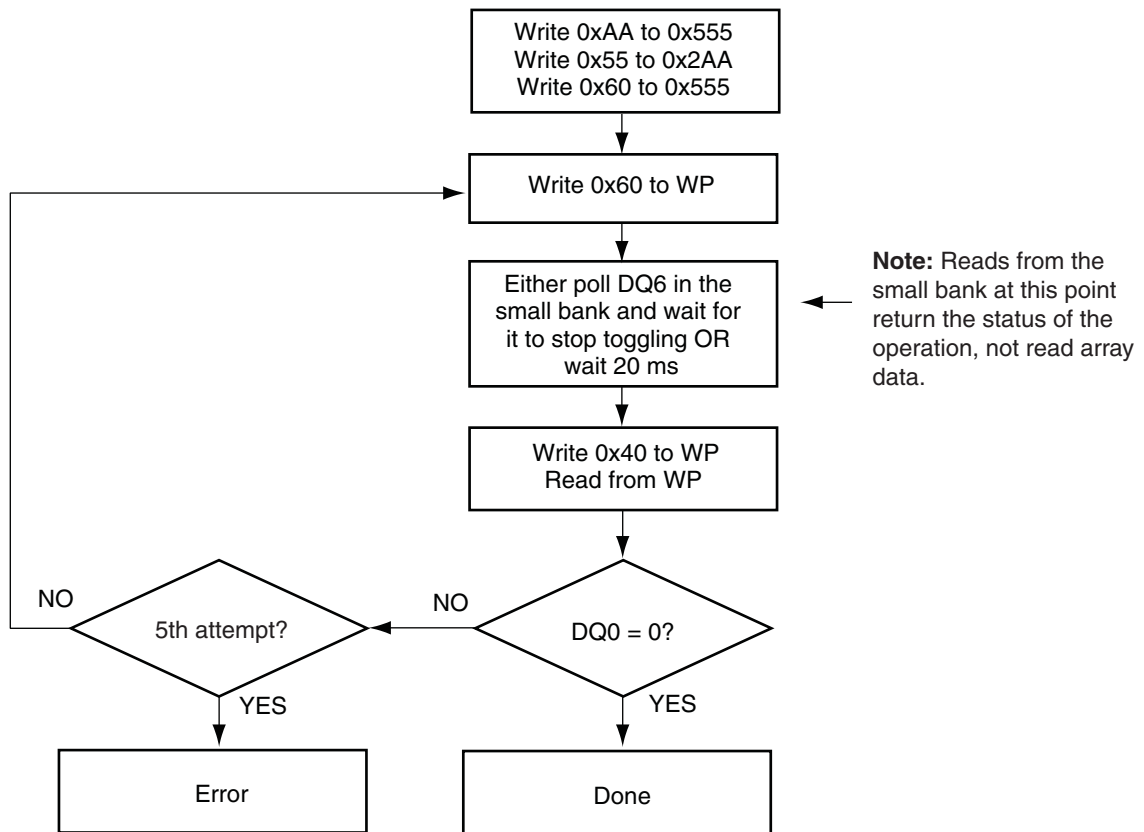 Write 0xAA to 0x555
Write 0x55 to 0x2AA
Write 0x60 to 0x555
Write 0x60 to WP
Either poll DQ6 in the
small bank and wait for
it to stop toggling OR
wait 20 ms
Note: Reads from the
small bank at this point
return the status of the
operation, not read array
data.
Write 0x40 to WP
Read from WP
NO
5th attempt?
NO
DQ0 = 0?
YES
YES
Error
Done